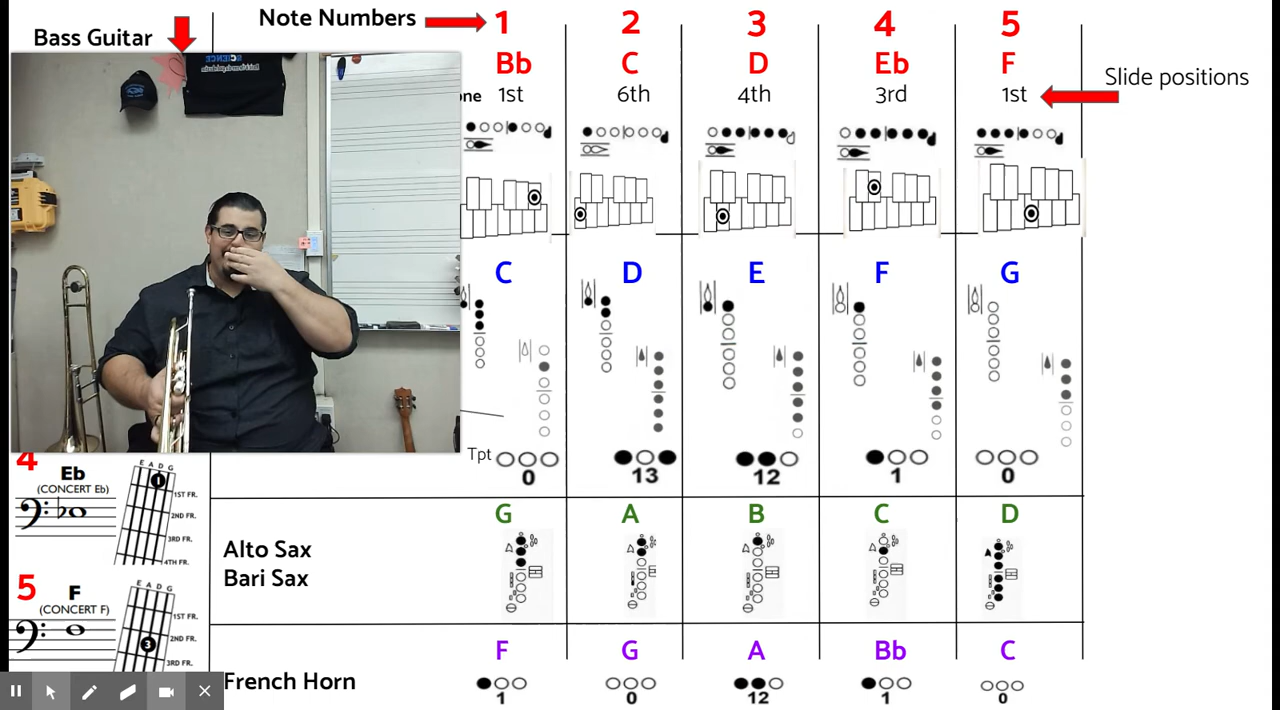 Note Numbers
1 2 3 4 5
Bass Guitar
Bb C D Eb F
Slide positions
one 1st 6th 4th 3rd 1st
C D E F G
Tpt
0 13 12 1 0
4
Eb
(CONCERT Eb)
E A D G
1
1ST FR.
2ND FR.
3RD FR.
4TH FR.
G A B C D
Alto Sax
Bari Sax
5
F
(CONCERT F)
E A D G
1ST FR.
3
2ND FR.
3RD FR.
F G A Bb C
French Horn
1 0 12 1 0